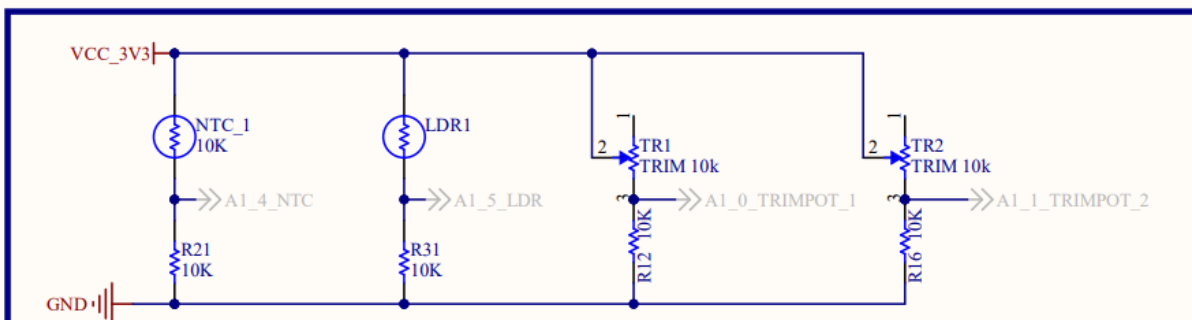 VCC_3V3
NTC_1
10K
A1_4_NTC
R21
10K
LDR1
A1_5_LDR
R31
10K
1
2
TR1
TRIM 10k
3
A1_0_TRIMPOT_1
10K
R12
1
2
TR2
TRIM 10k
3
A1_1_TRIMPOT_2
10K
R16
GND